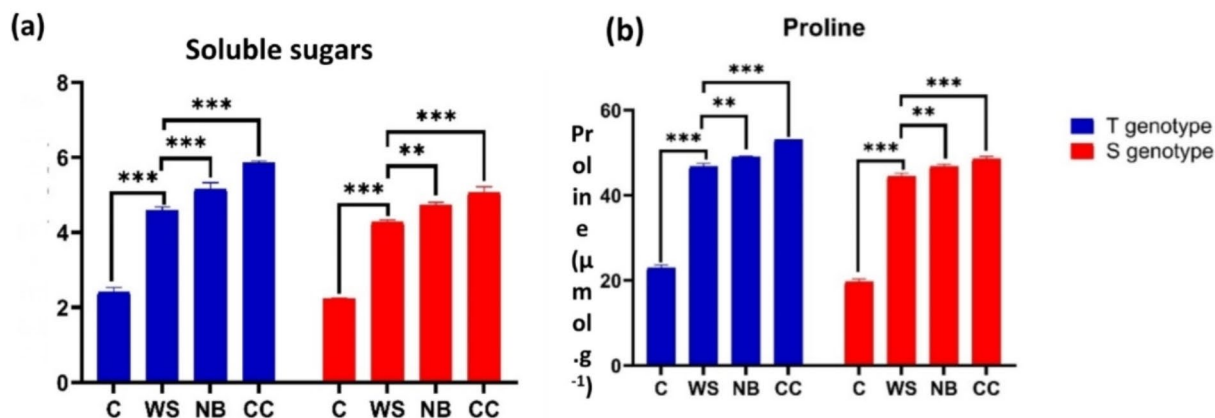 (a)
Soluble sugars
8
6
4
2
0
***
***
***
***
**
***
C WS NB CC C WS NB CC
(b)
Proline
Pr
ol
in
e
(μ
m
ol
.g
-1)
60
40
20
0
***
**
***
***
**
***
C WS NB CC C WS NB CC
T genotype
S genotype